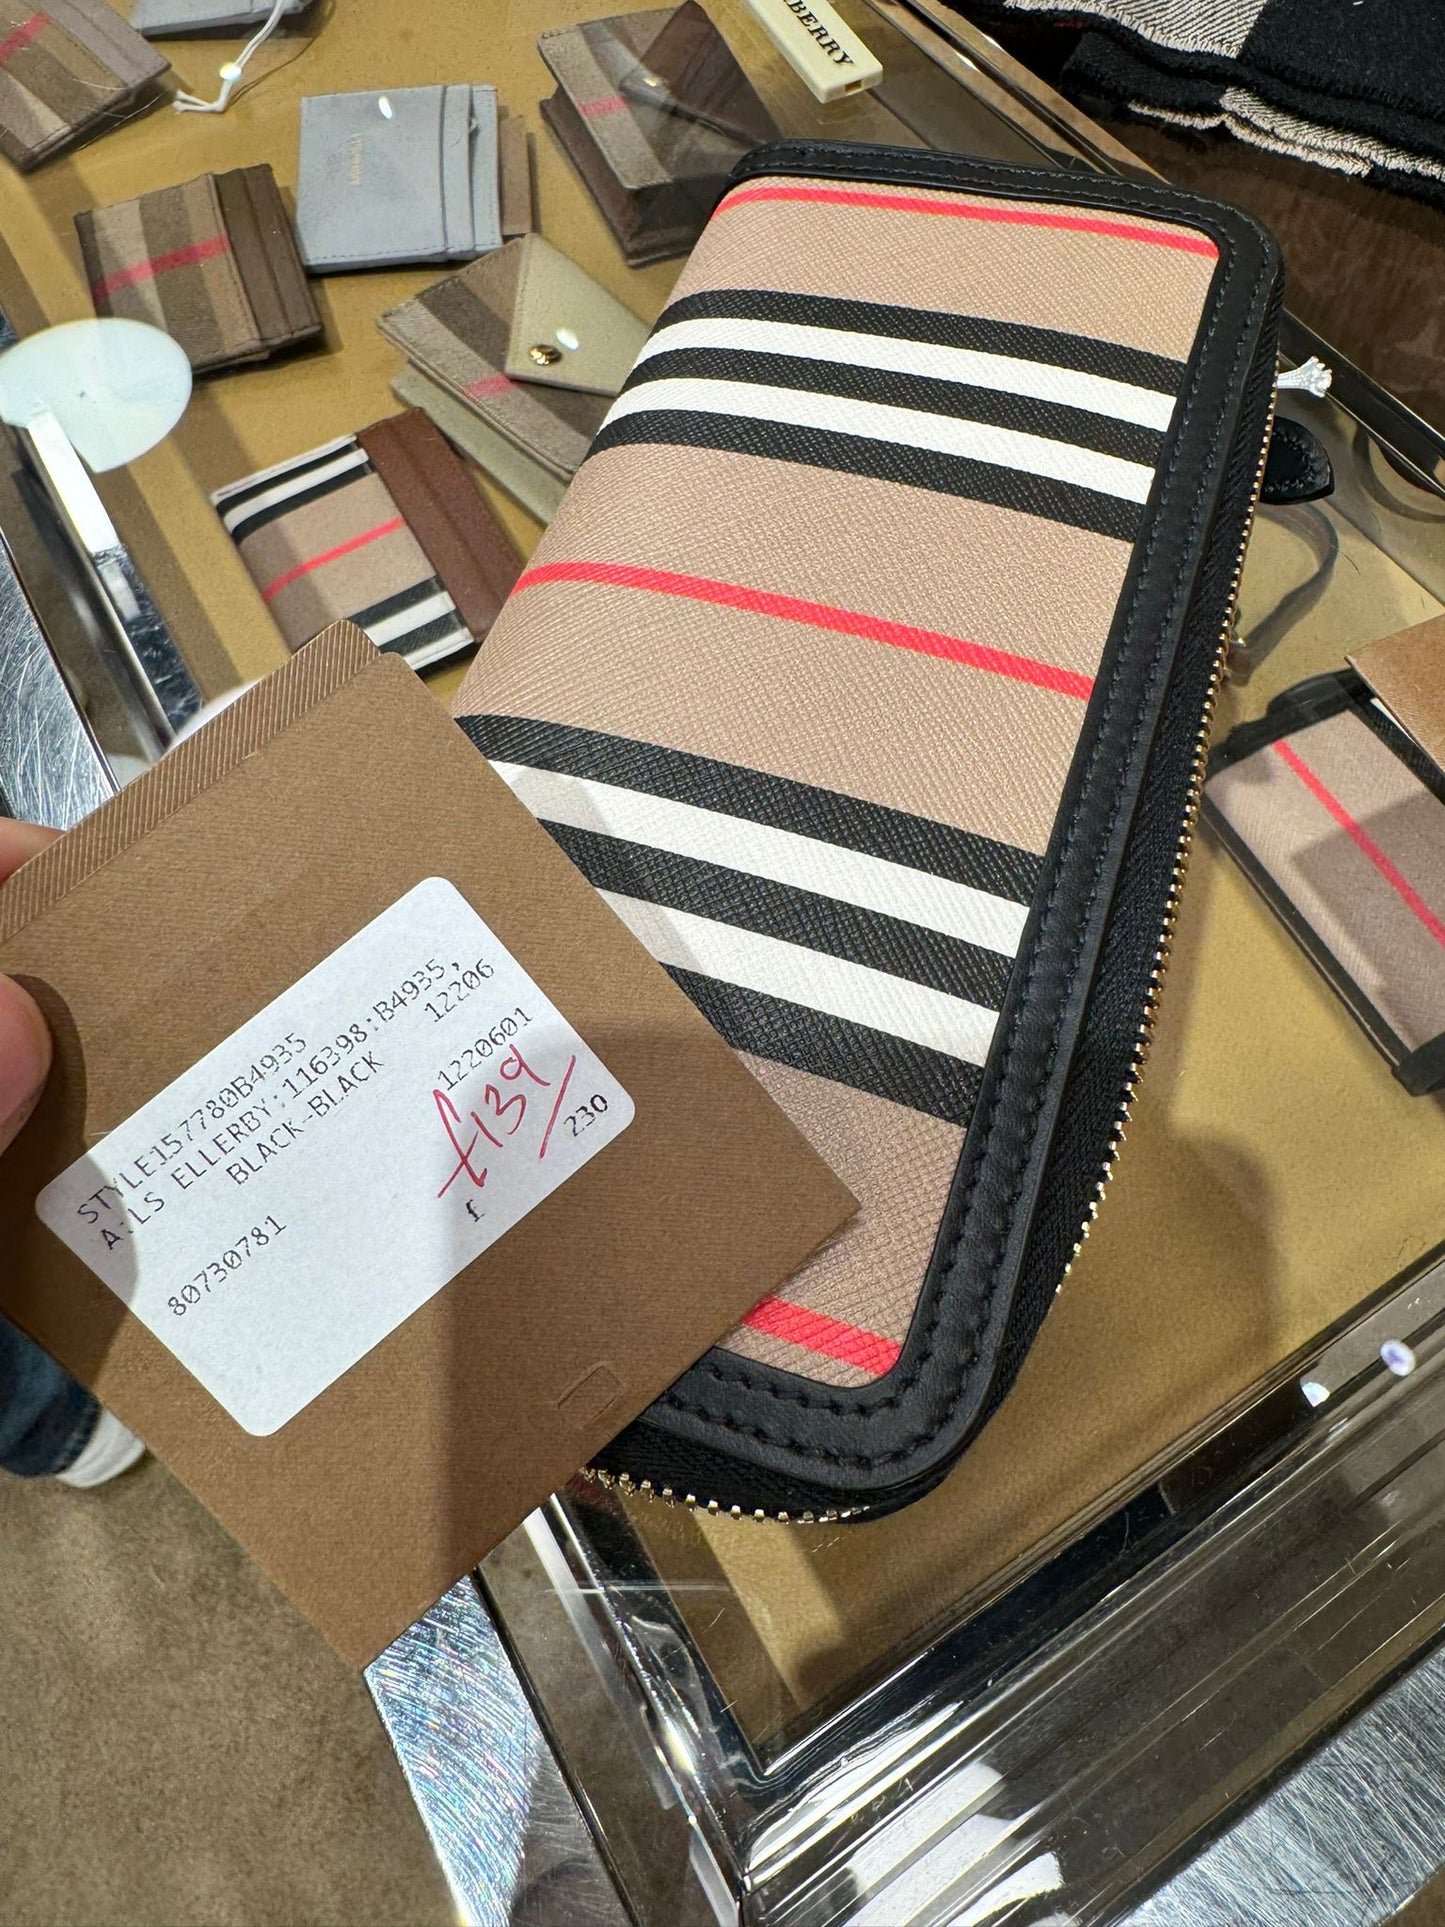 BERRY
STYLE157780B4935
A:LS ELLERBY:116398:B4935,
BLACK-BLACK 12206
1220601
£139/
80730781
£ 230